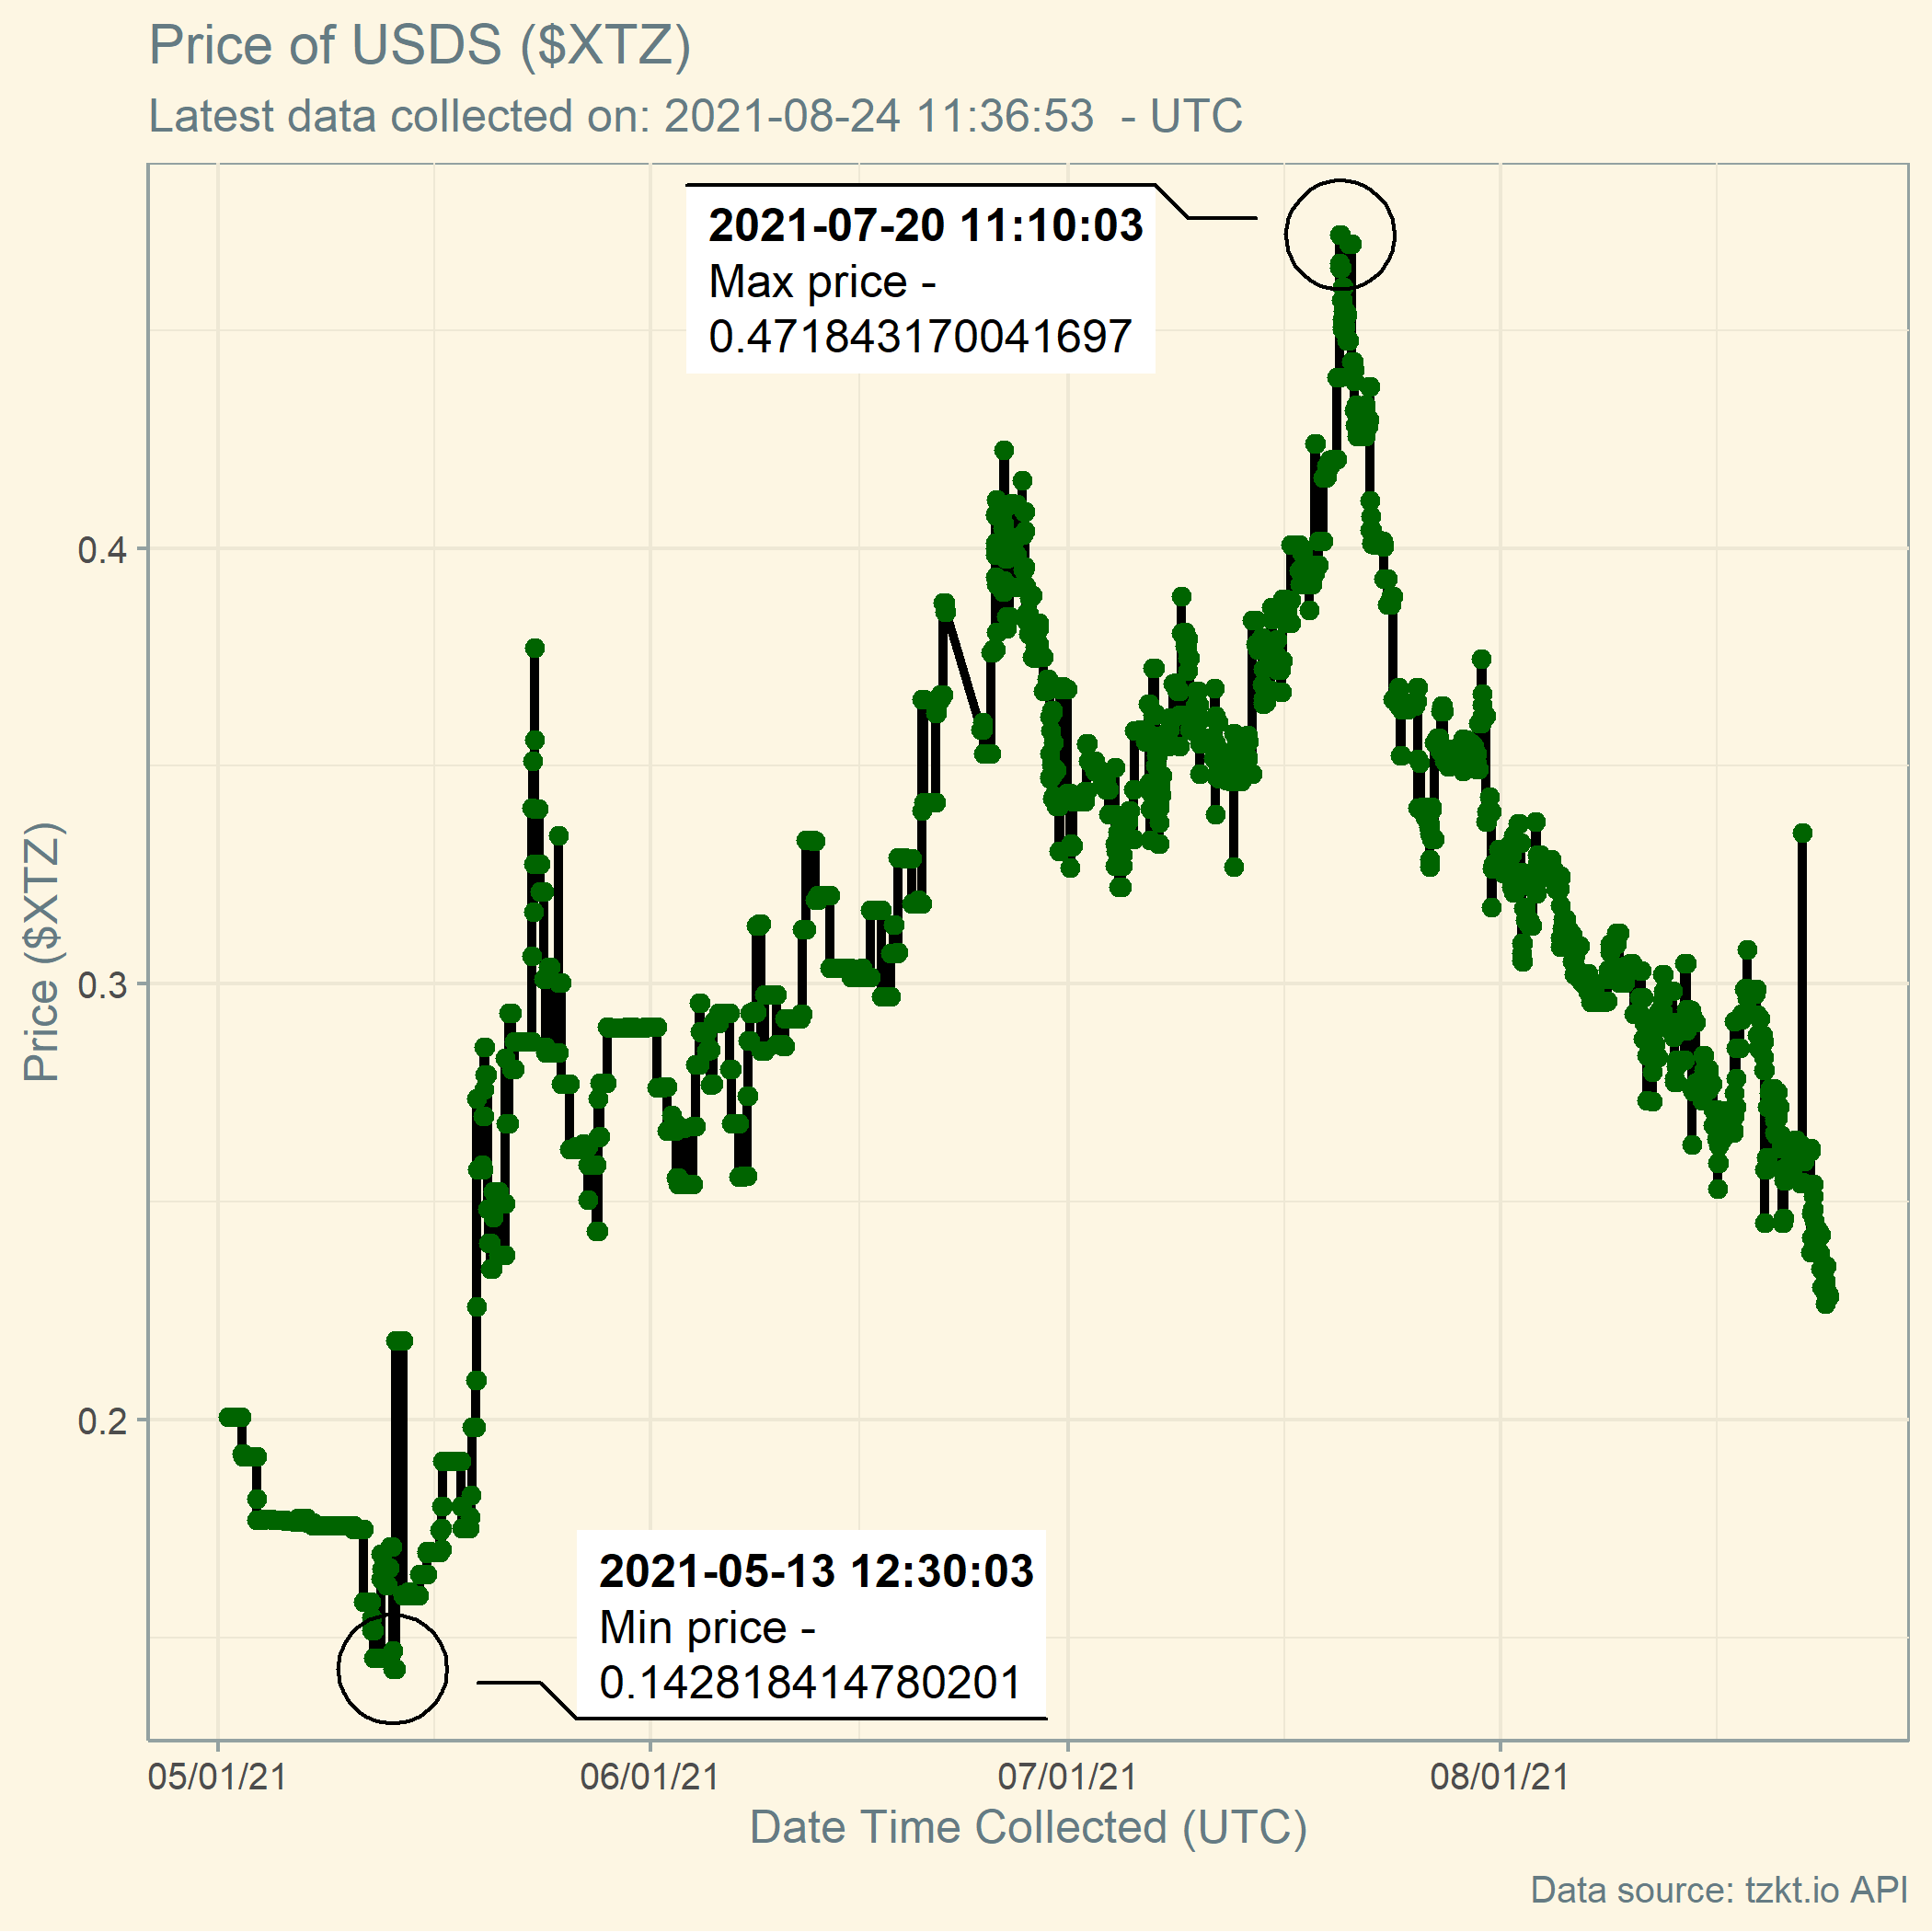 Price of USDS ($XTZ)
Latest data collected on: 2021-08-24 11:36:53  - UTC
2021-07-20 11:10:03
Max price -
0.471843170041697
0.4
0.3
0.2
Price ($XTZ)
2021-05-13 12:30:03
Min price -
0.142818414780201
05/01/21
06/01/21
07/01/21
08/01/21
Date Time Collected (UTC)
Data source: tzkt.io API